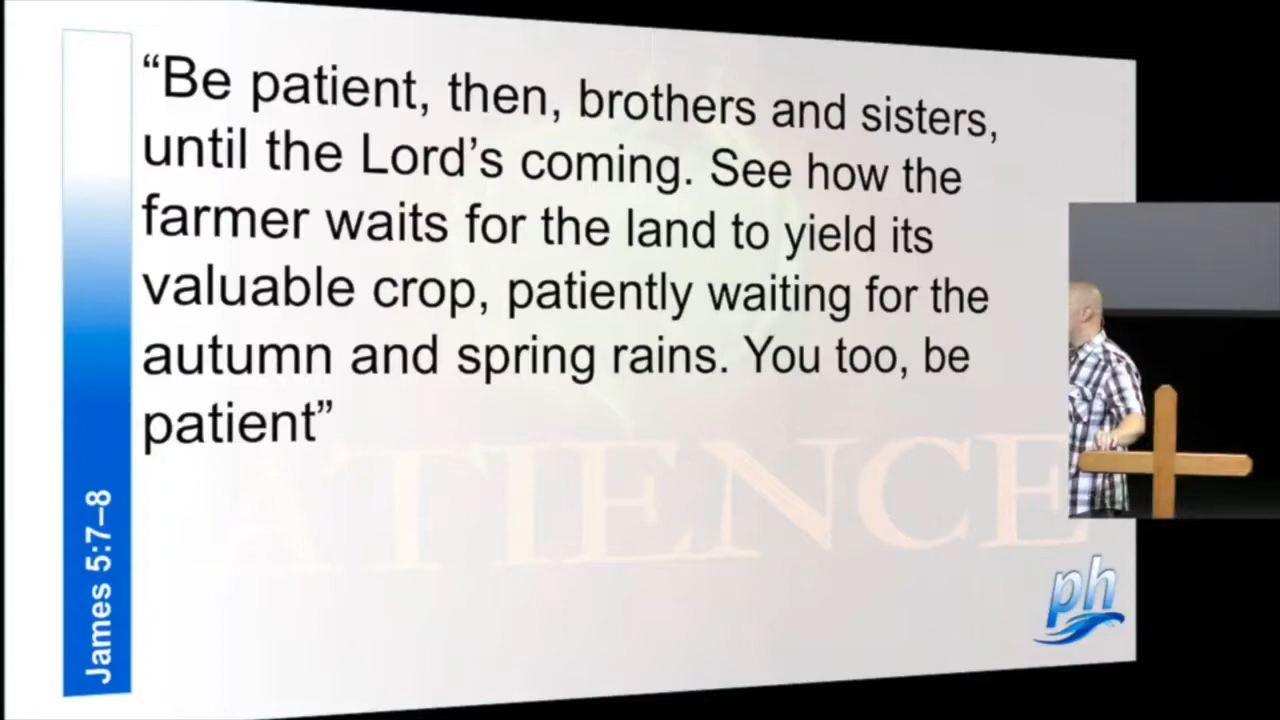 “Be patient, then, brothers and sisters,
until the Lord’s coming. See how the
farmer waits for the land to yield its
valuable crop, patiently waiting for the
autumn and spring rains. You too, be
patient”
James 5:7–8
PATIENCE
ph